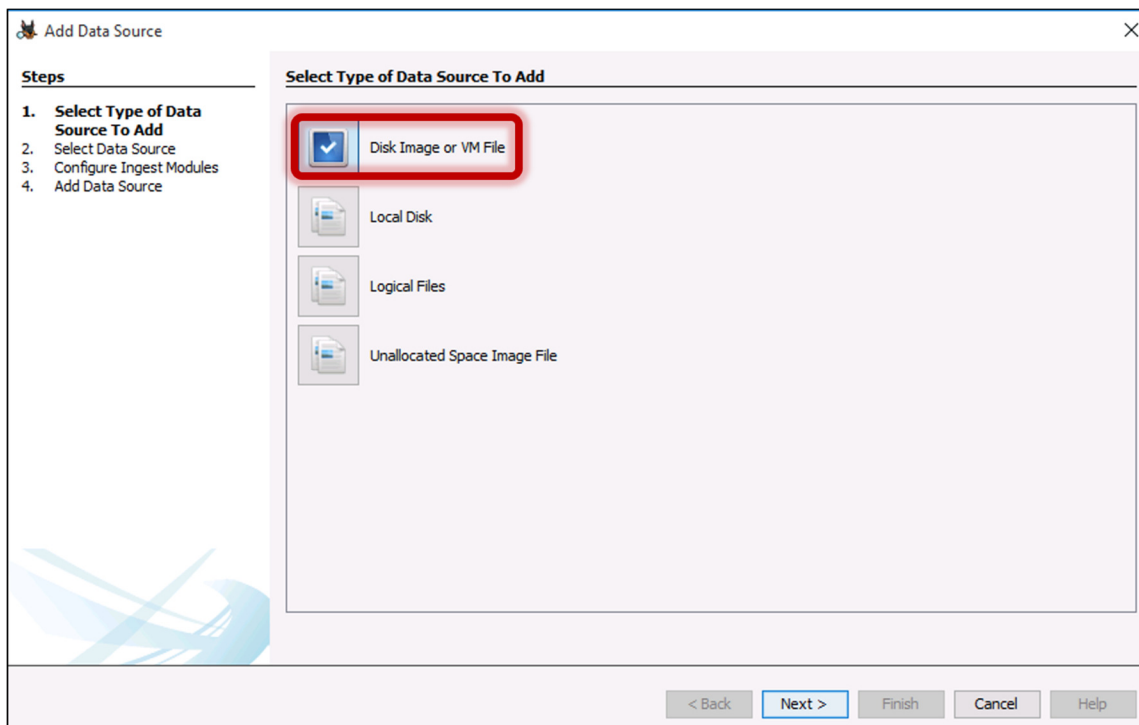 Add Data Source
Steps
1. Select Type of Data
Source To Add
2. Select Data Source
3. Configure Ingest Modules
4. Add Data Source
Select Type of Data Source To Add
Disk Image or VM File
Local Disk
Logical Files
Unallocated Space Image File
< Back Next > Finish Cancel Help